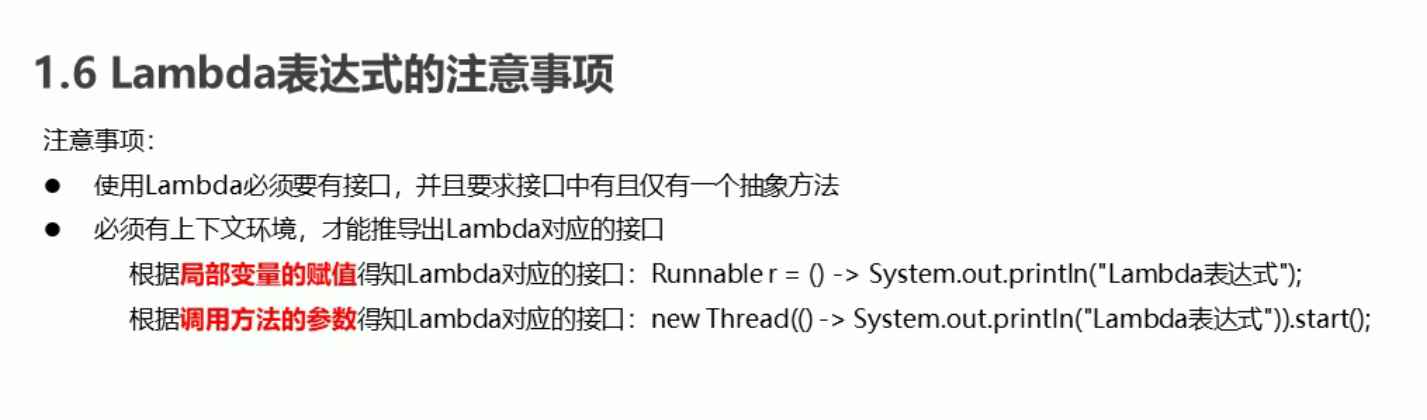 1.6 Lambda表达式的注意事项
注意事项：
● 使用Lambda必须要有接口，并且要求接口中有且仅有一个抽象方法
● 必须有上下文环境，才能推导出Lambda对应的接口
根据局部变量的赋值得知Lambda对应的接口：Runnable r = () -> System.out.println("Lambda表达式");
根据调用方法的参数得知Lambda对应的接口：new Thread(() -> System.out.println("Lambda表达式")).start();